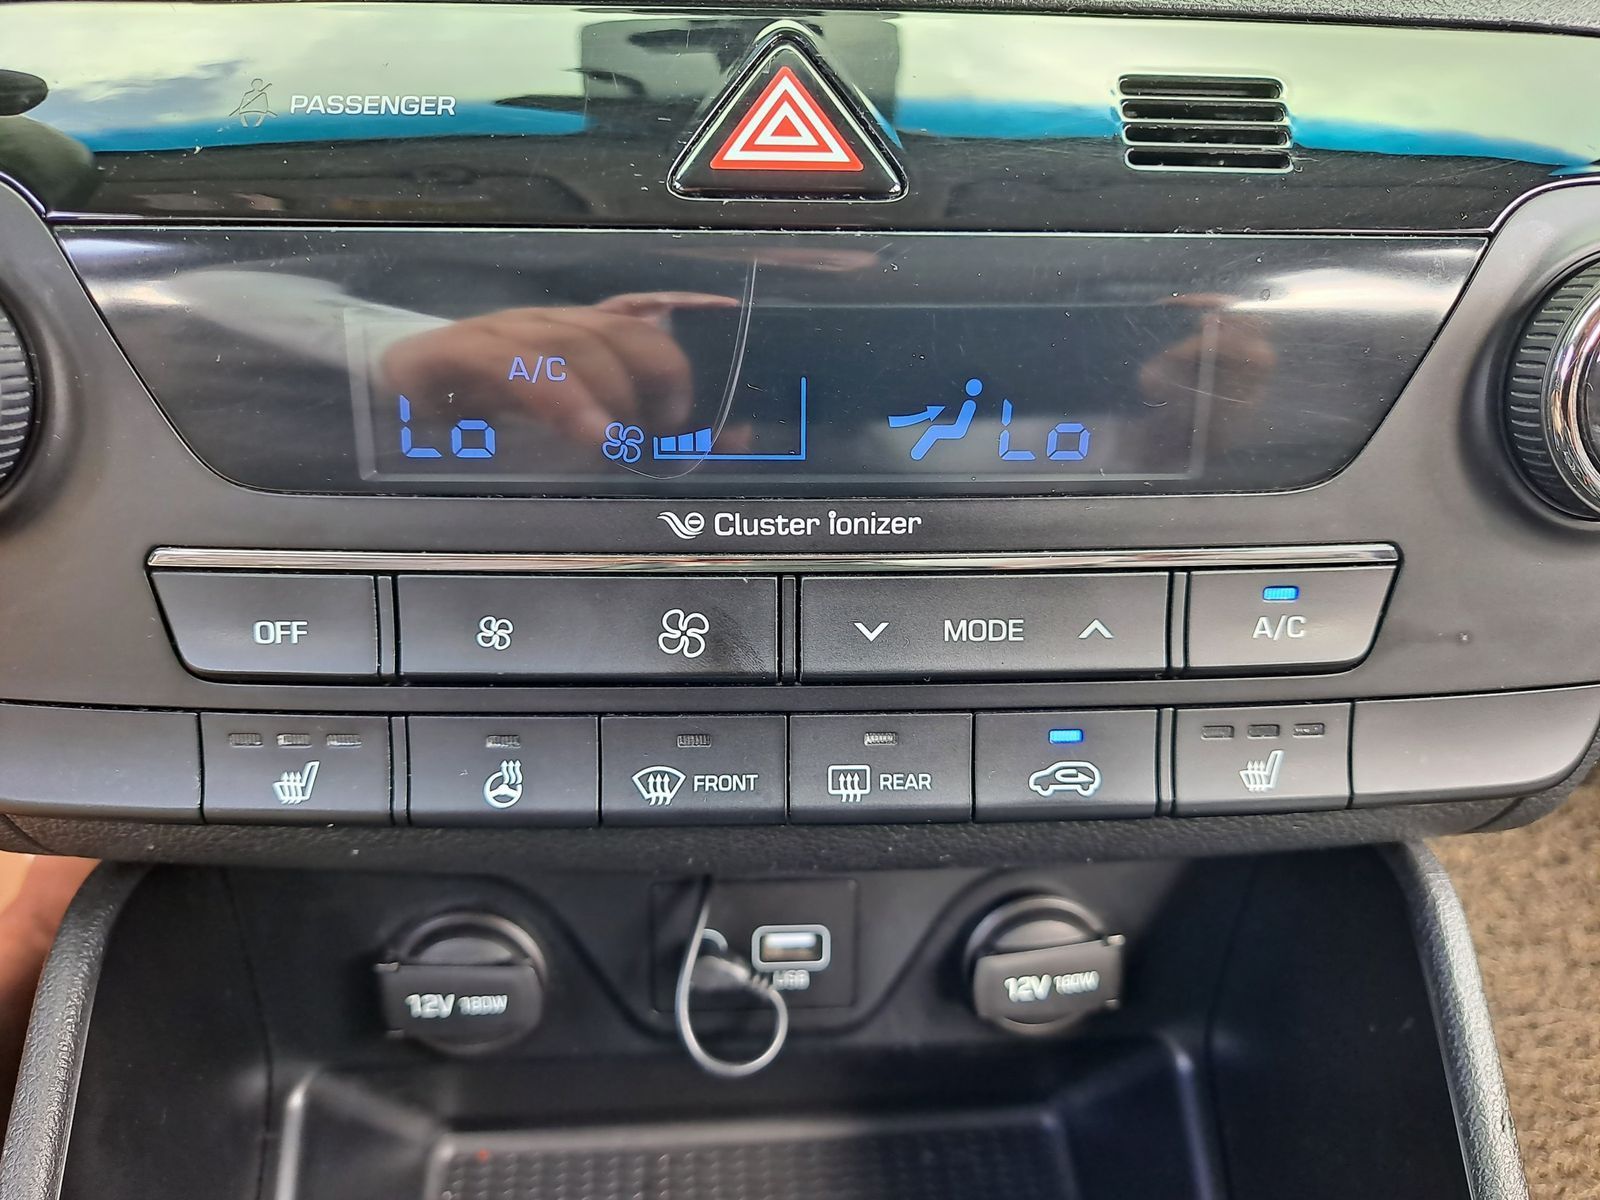 PASSENGER
A/C
Lo Lo
Cluster ionizer
OFF MODE A/C
FRONT REAR
USB
12V 180W 12V 180W